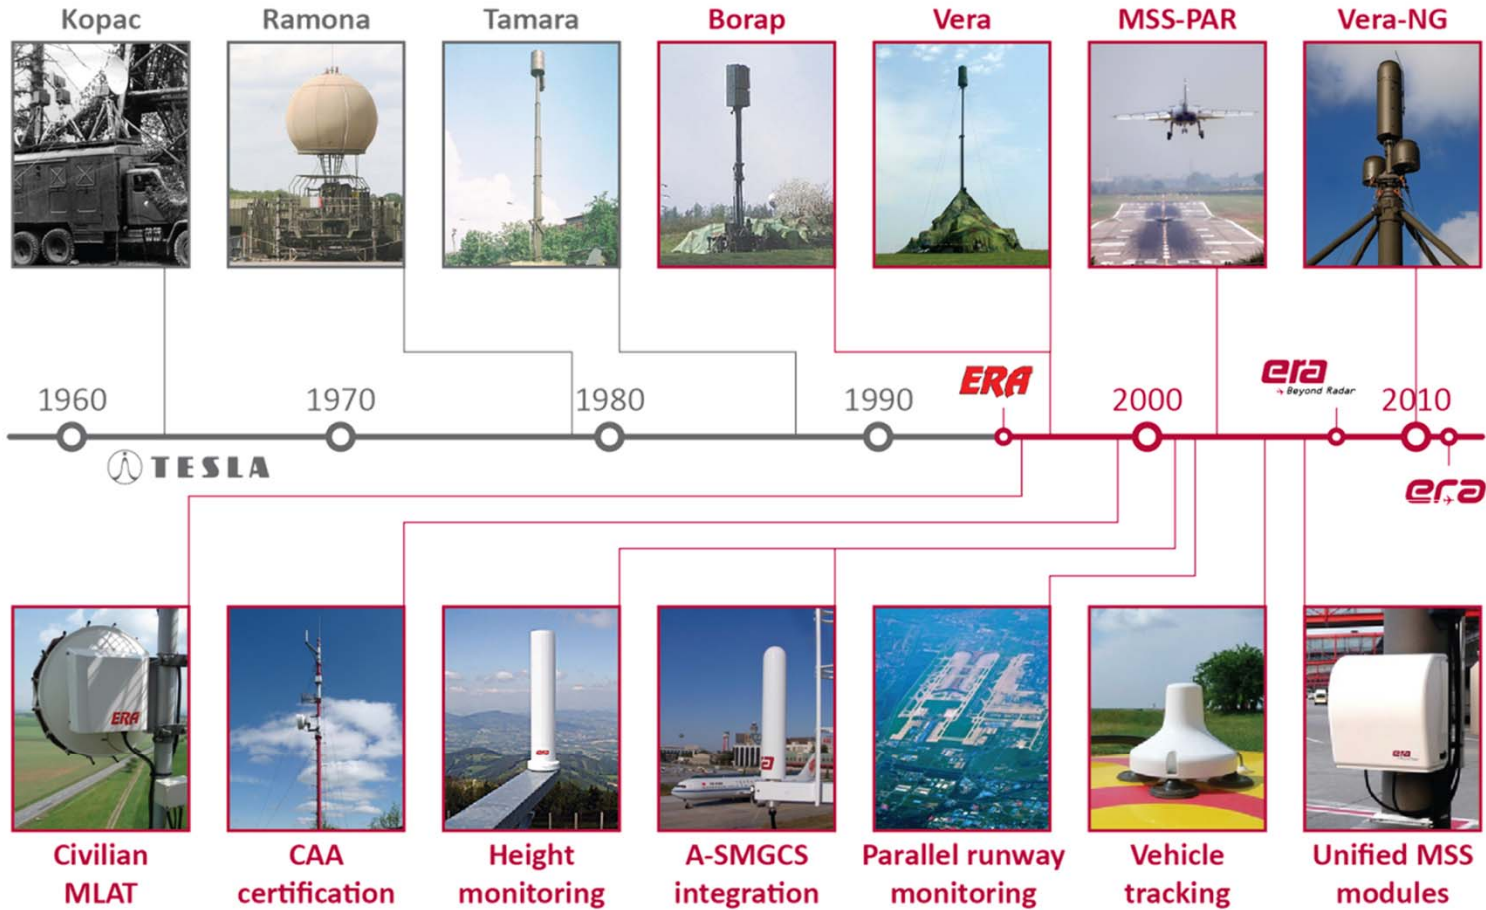 Kopac
Ramona
Tamara
Borap
Vera
MSS-PAR
Vera-NG
ERA
era
Beyond Radar
1960
1970
1980
1990
2000
2010
TESLA
era
ERA
era
era
Civilian
MLAT
CAA
certification
Height
monitoring
A-SMGCS
integration
Parallel runway
monitoring
Vehicle
tracking
Unified MSS
modules